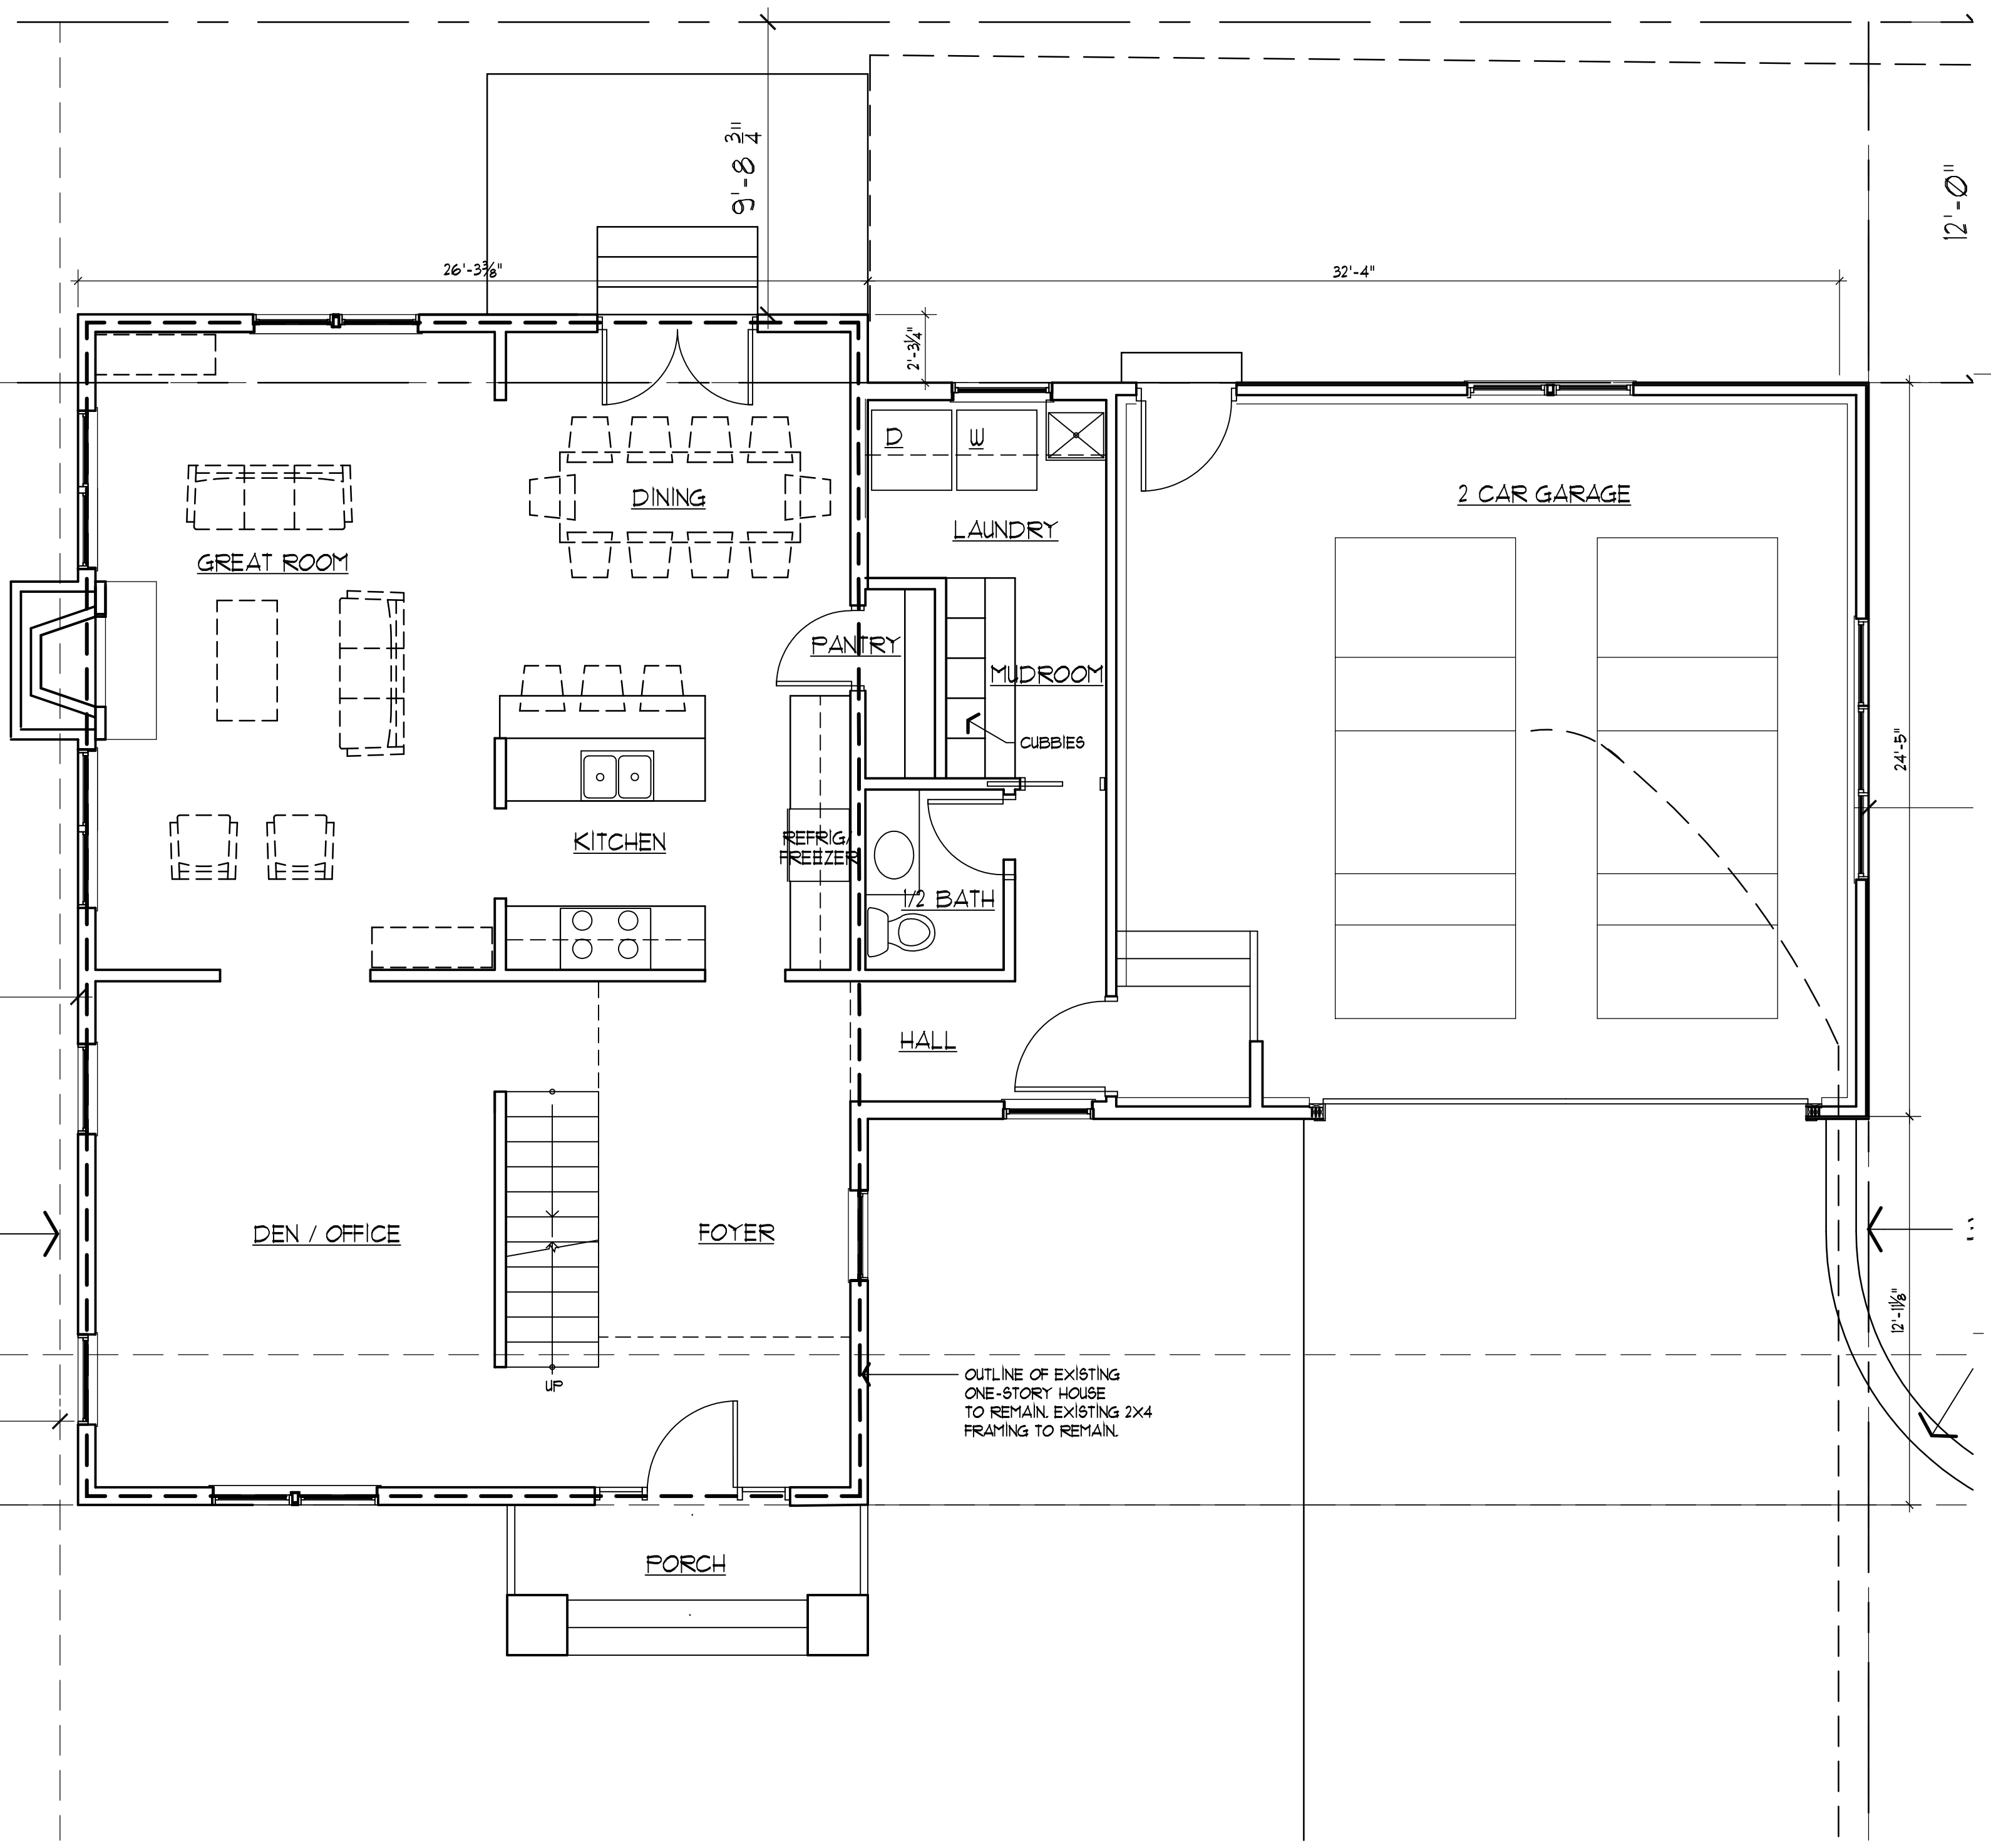 9'-8 3/4"
12'-0"
26'-3 3/8"
32'-4"
2'-3 1/4"
D
W
DINING
2 CAR GARAGE
LAUNDRY
GREAT ROOM
PANTRY
MUDROOM
CUBBIES
24'-5"
KITCHEN
REFRIG/
FREEZER
1/2 BATH
HALL
DEN / OFFICE
FOYER
12'-11 1/8"
UP
OUTLINE OF EXISTING
ONE-STORY HOUSE
TO REMAIN. EXISTING 2X4
FRAMING TO REMAIN.
PORCH